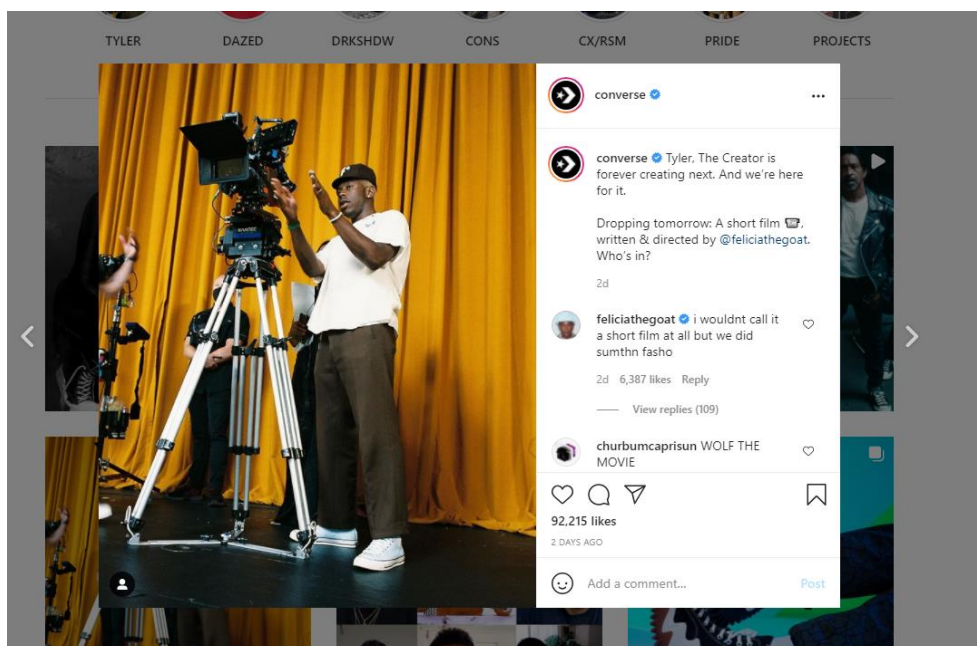 TYLER
DAZED
DRKSHDW
CONS
CX/RSM
PRIDE
PROJECTS
converse
converse Tyler, The Creator is
forever creating next. And we're here
for it.
Dropping tomorrow: A short film 📼,
written & directed by @feliciathegoat.
Who's in?
2d
feliciathegoat i wouldnt call it
a short film at all but we did
sumthn fasho
2d 6,387 likes Reply
View replies (109)
churbumcaprisun WOLF THE
MOVIE
92,215 likes
2 DAYS AGO
Add a comment...
Post